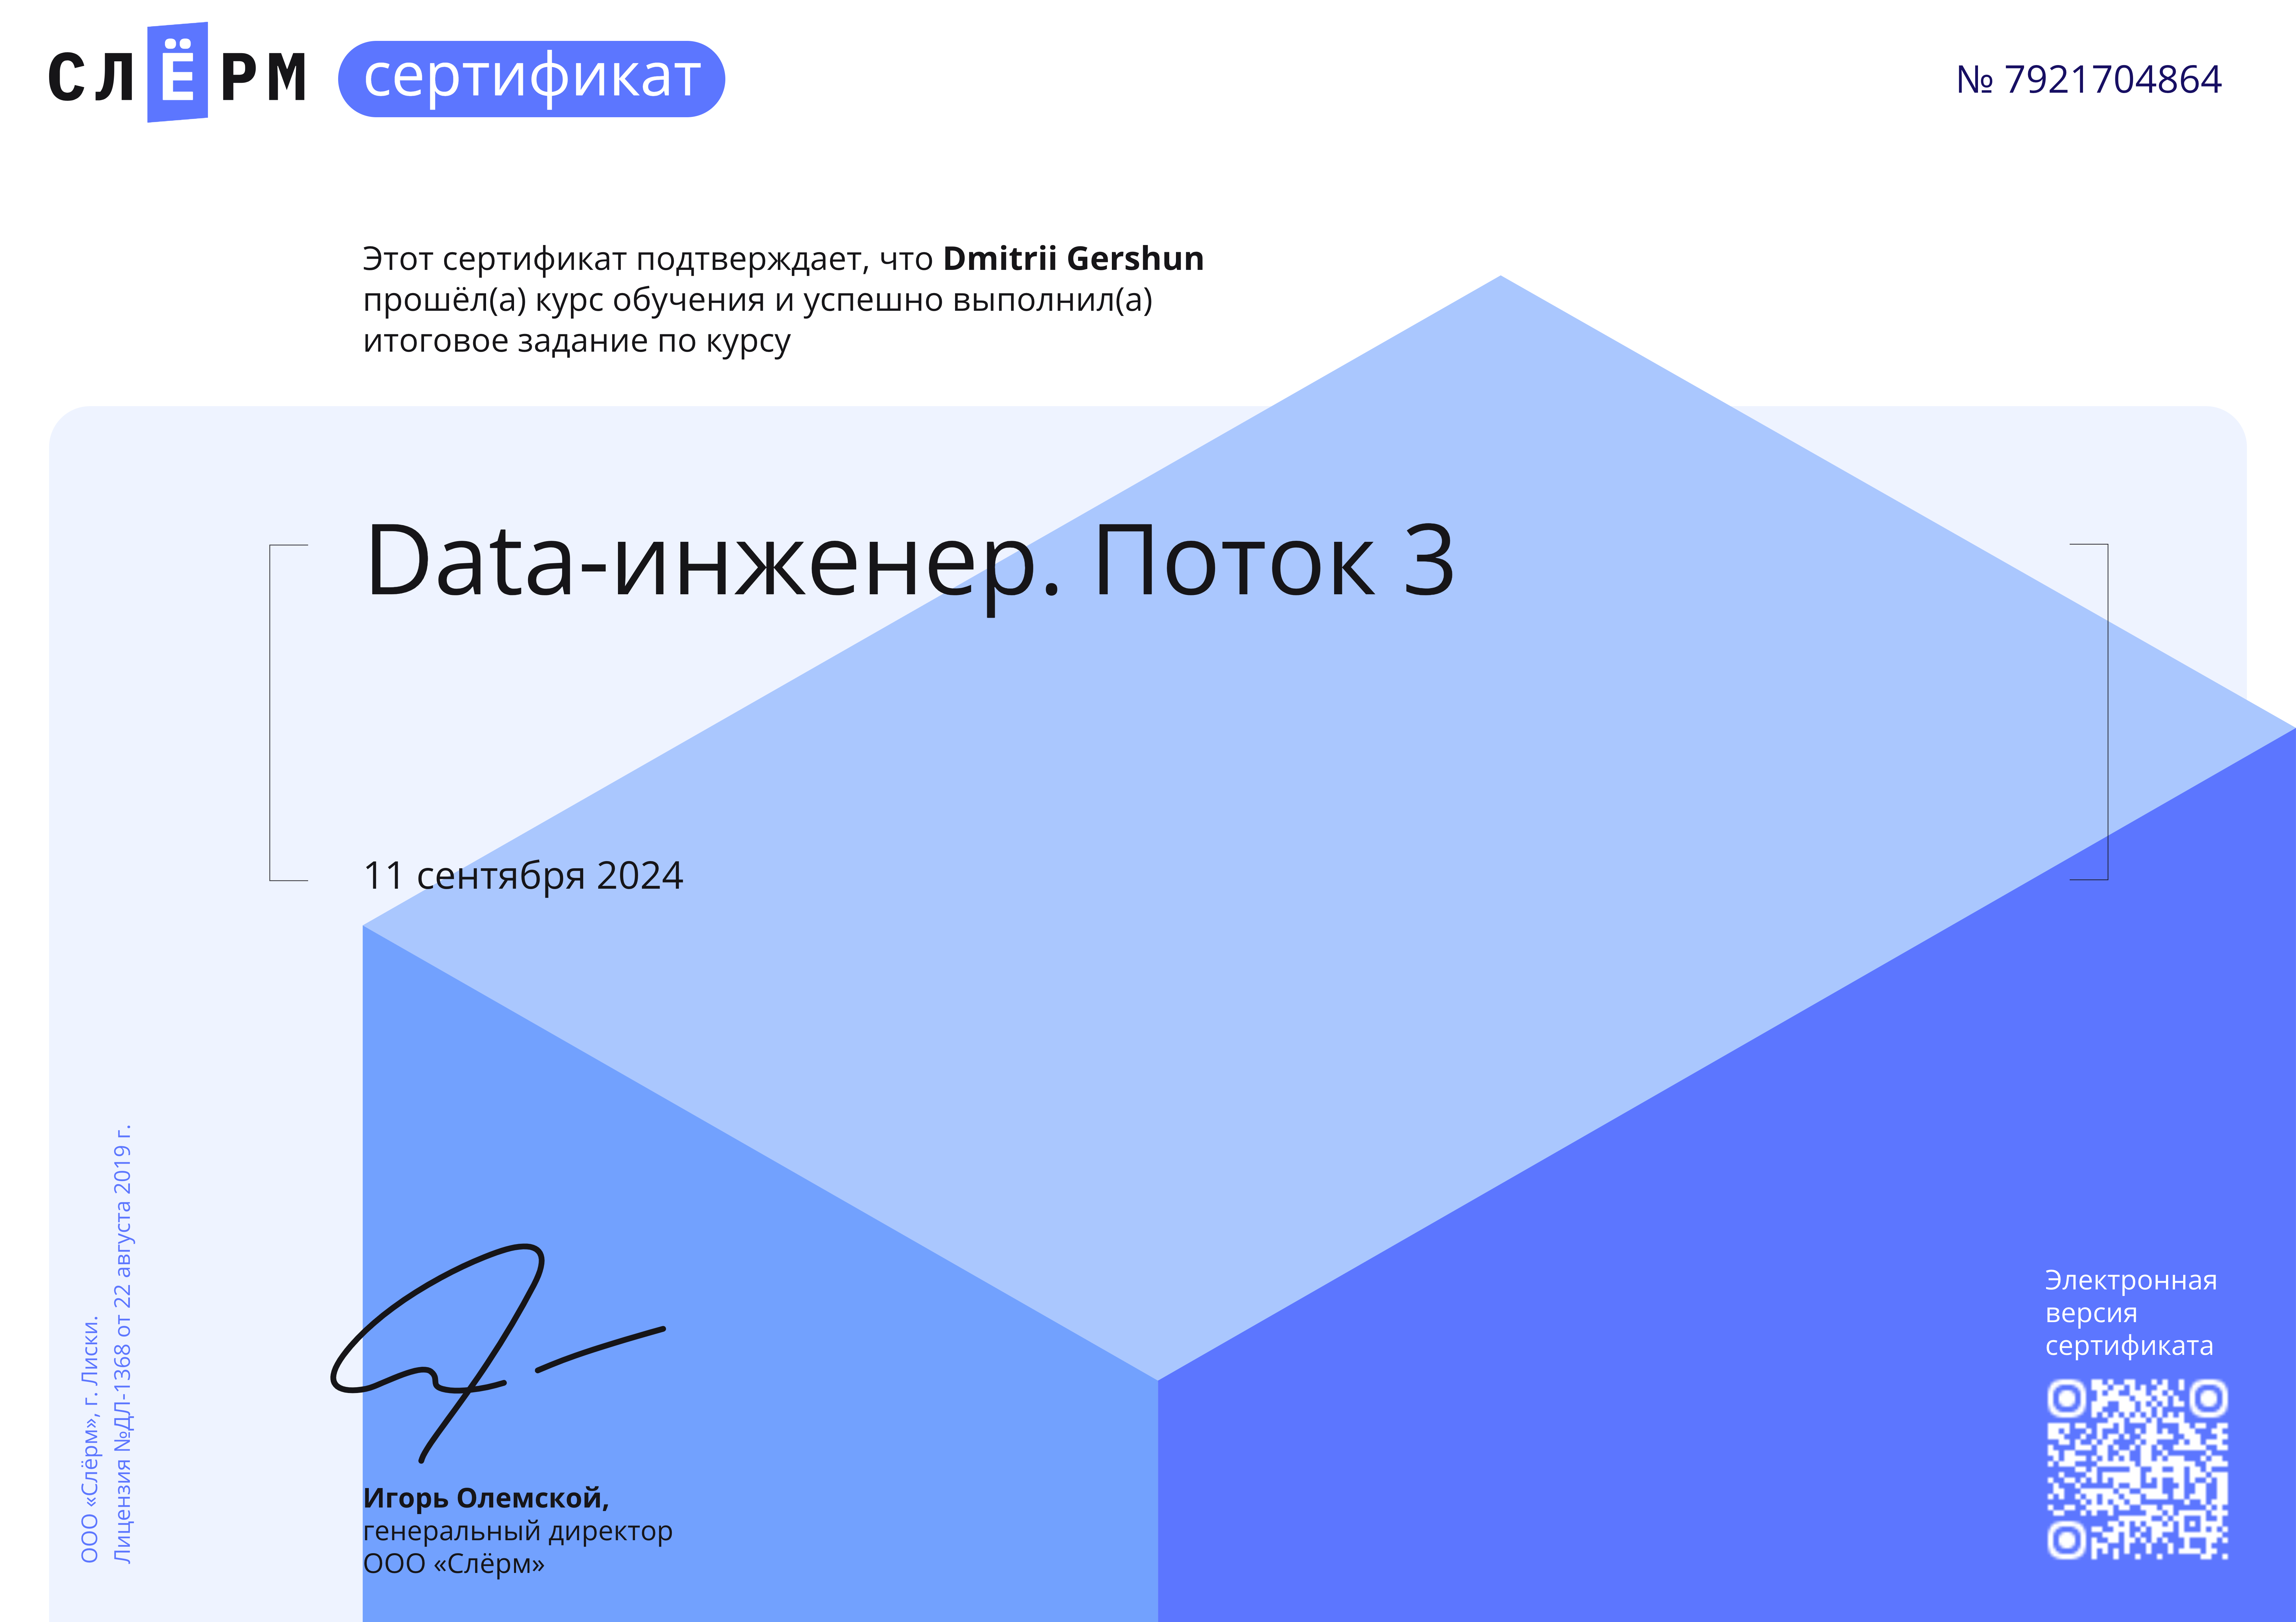 СЛЁРМ сертификат
№ 7921704864
Этот сертификат подтверждает, что Dmitrii Gershun
прошёл(а) курс обучения и успешно выполнил(а)
итоговое задание по курсу
Data-инженер. Поток 3
11 сентября 2024
ООО «Слёрм», г. Лиски.
Лицензия №ДЛ-1368 от 22 августа 2019 г.
Игорь Олемской,
генеральный директор
ООО «Слёрм»
Электронная
версия
сертификата